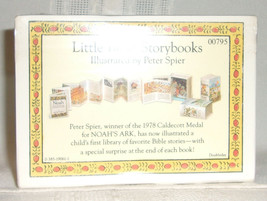 Little Storybooks
00795
Illustrated by Peter Spier
Noah's
Peter Spier, winner of the 1978 Caldecott Medal
for NOAH'S ARK, has now illustrated a
child's first library of favorite Bible stories—with
a special surprise at the end of each book!